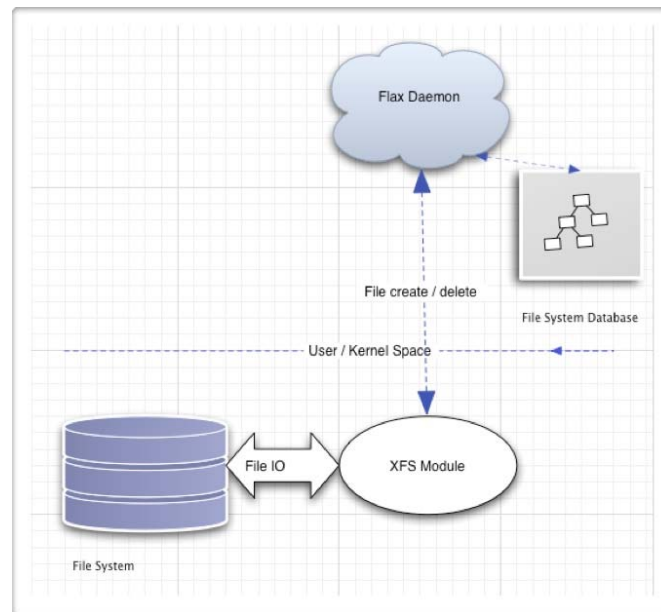 Flax Daemon
File create / delete
File System Database
User / Kernel Space
File IO
XFS Module
File System